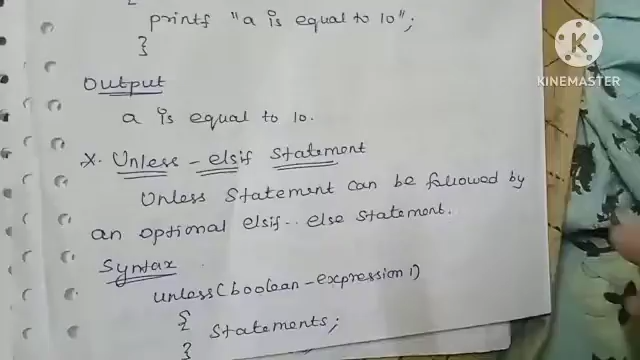 {
printf "a is equal to 10";
}
Output
a is equal to 10.
X. Unless - elsif Statement
Unless Statement can be followed by
an optional elsif.. else statement.
Syntax
unless (boolean - expression 1)
{
Statements;
}
K
KINEMASTER